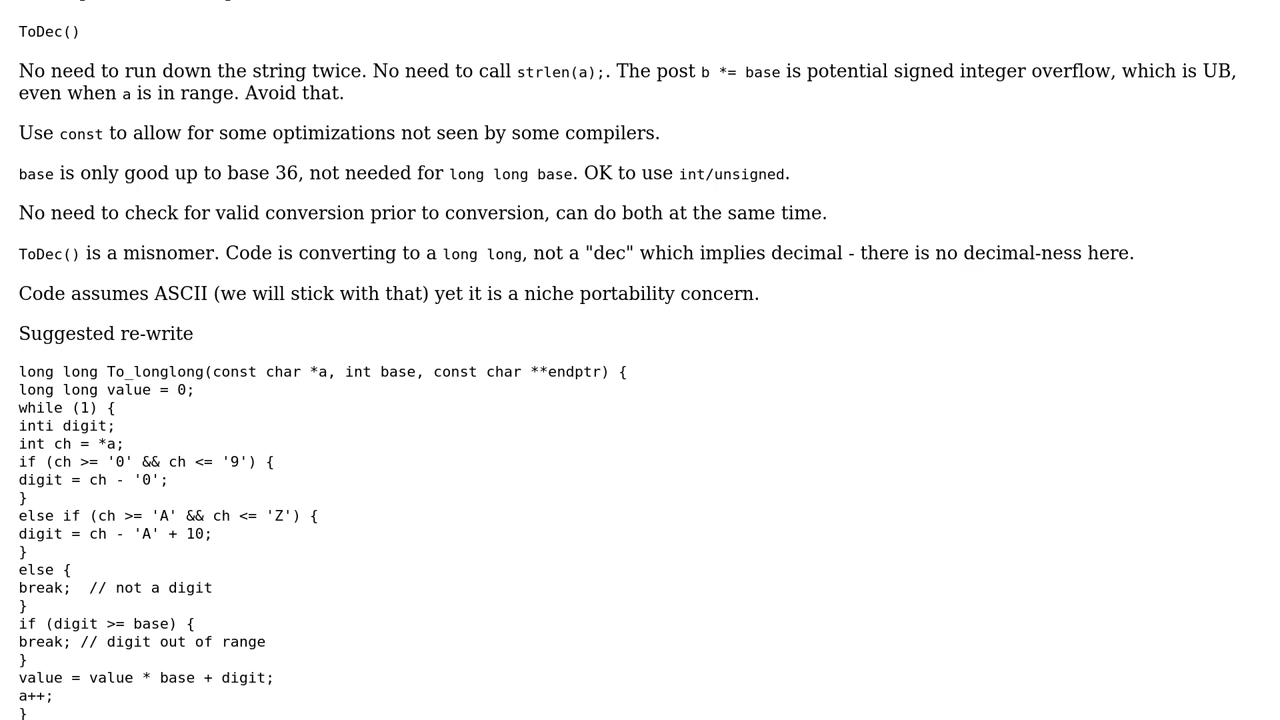 ToDec()
No need to run down the string twice. No need to call strlen(a);. The post b *= base is potential signed integer overflow, which is UB,
even when a is in range. Avoid that.
Use const to allow for some optimizations not seen by some compilers.
base is only good up to base 36, not needed for long long base. OK to use int/unsigned.
No need to check for valid conversion prior to conversion, can do both at the same time.
ToDec() is a misnomer. Code is converting to a long long, not a "dec" which implies decimal - there is no decimal-ness here.
Code assumes ASCII (we will stick with that) yet it is a niche portability concern.
Suggested re-write
long long To_longlong(const char *a, int base, const char **endptr) {
long long value = 0;
while (1) {
inti digit;
int ch = *a;
if (ch >= '0' && ch <= '9') {
digit = ch - '0';
}
else if (ch >= 'A' && ch <= 'Z') {
digit = ch - 'A' + 10;
}
else {
break;  // not a digit
}
if (digit >= base) {
break; // digit out of range
}
value = value * base + digit;
a++;
}